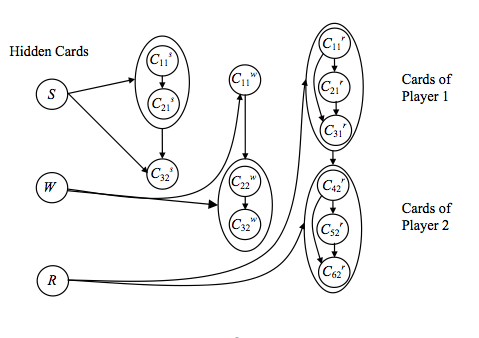 Hidden Cards
S
W
R
C₁₁ˢ
C₂₁ˢ
C₃₂ˢ
C₁₁ʷ
C₂₂ʷ
C₃₂ʷ
C₁₁ʳ
C₂₁ʳ
C₃₁ʳ
C₄₂ʳ
C₅₂ʳ
C₆₂ʳ
Cards of
Player 1
Cards of
Player 2